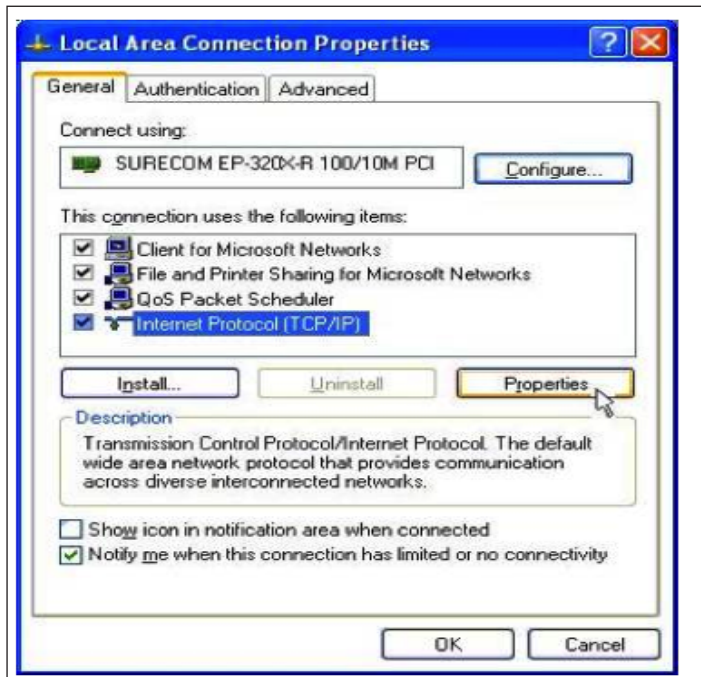 Local Area Connection Properties
General Authentication Advanced
Connect using:
SURECOM EP-320X-R 100/10M PCI
Configure...
This connection uses the following items:
Client for Microsoft Networks
File and Printer Sharing for Microsoft Networks
QoS Packet Scheduler
Internet Protocol (TCP/IP)
Install... Uninstall Properties
Description
Transmission Control Protocol/Internet Protocol. The default
wide area network protocol that provides communication
across diverse interconnected networks.
Show icon in notification area when connected
Notify me when this connection has limited or no connectivity
OK Cancel